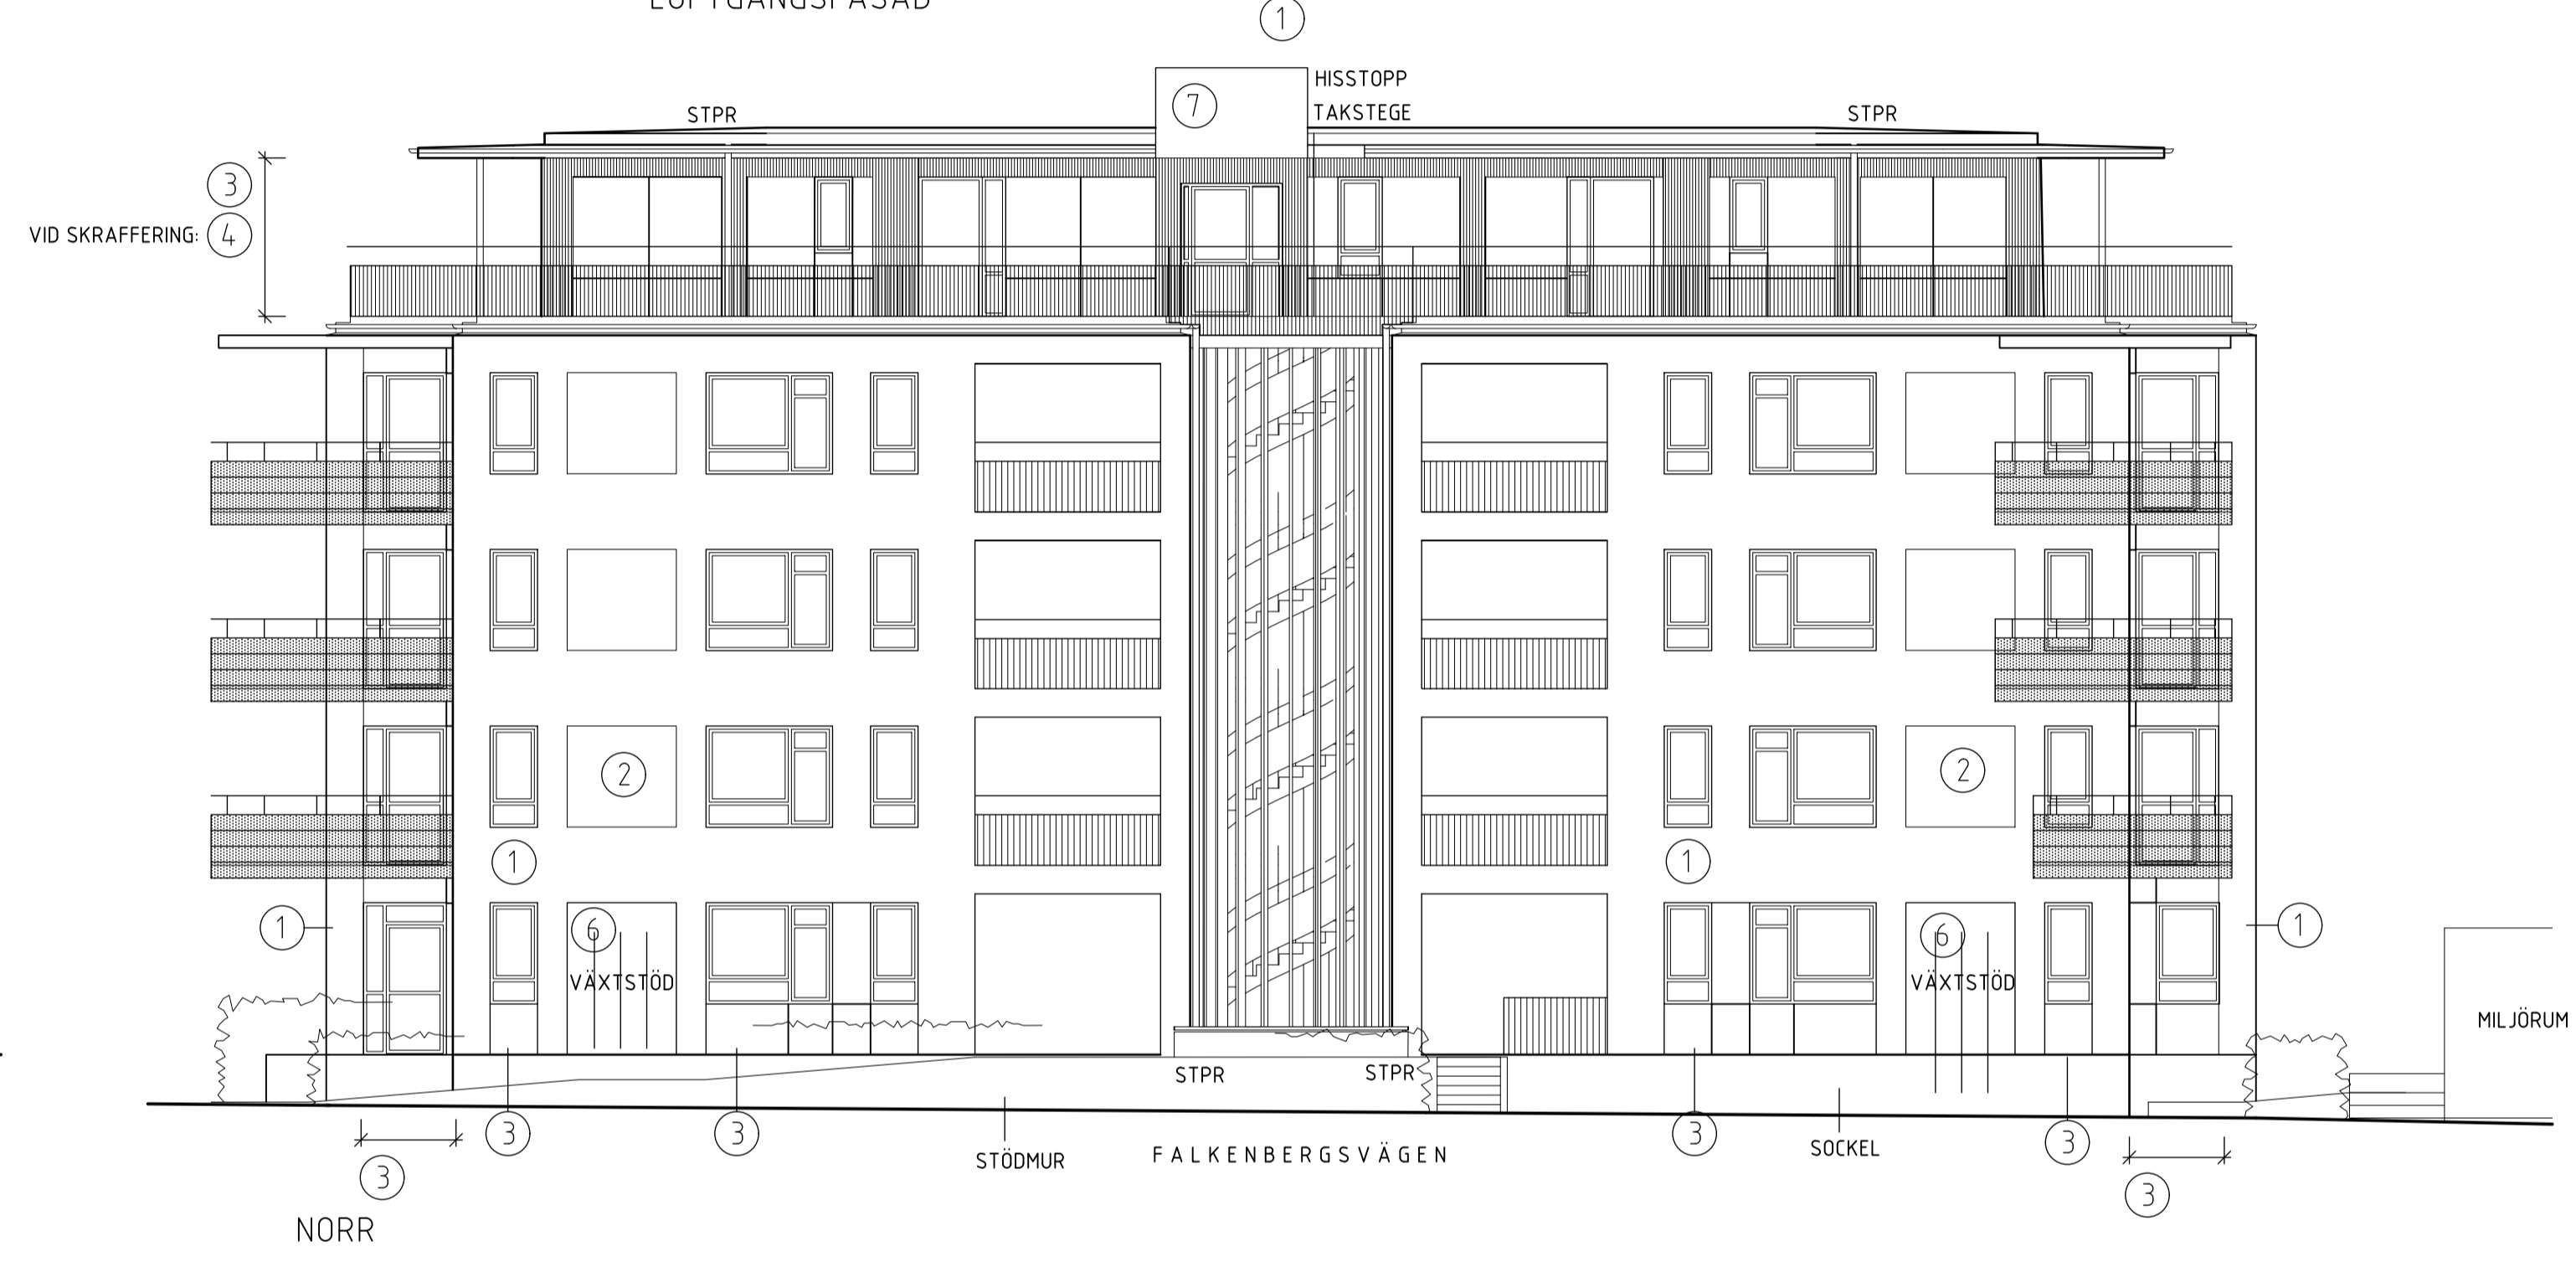 LOFTGÅNGSFASAD
1
HISSTOPP
7
TAKSTEGE
STPR
STPR
3
VID SKRAFFERING: 4
2
2
1
1
1
1
6
6
VÄXTSTÖD
VÄXTSTÖD
MILJÖRUM
STPR
STPR
3
3
3
3
STÖDMUR
FALKENBERGSVÄGEN
SOCKEL
3
3
NORR